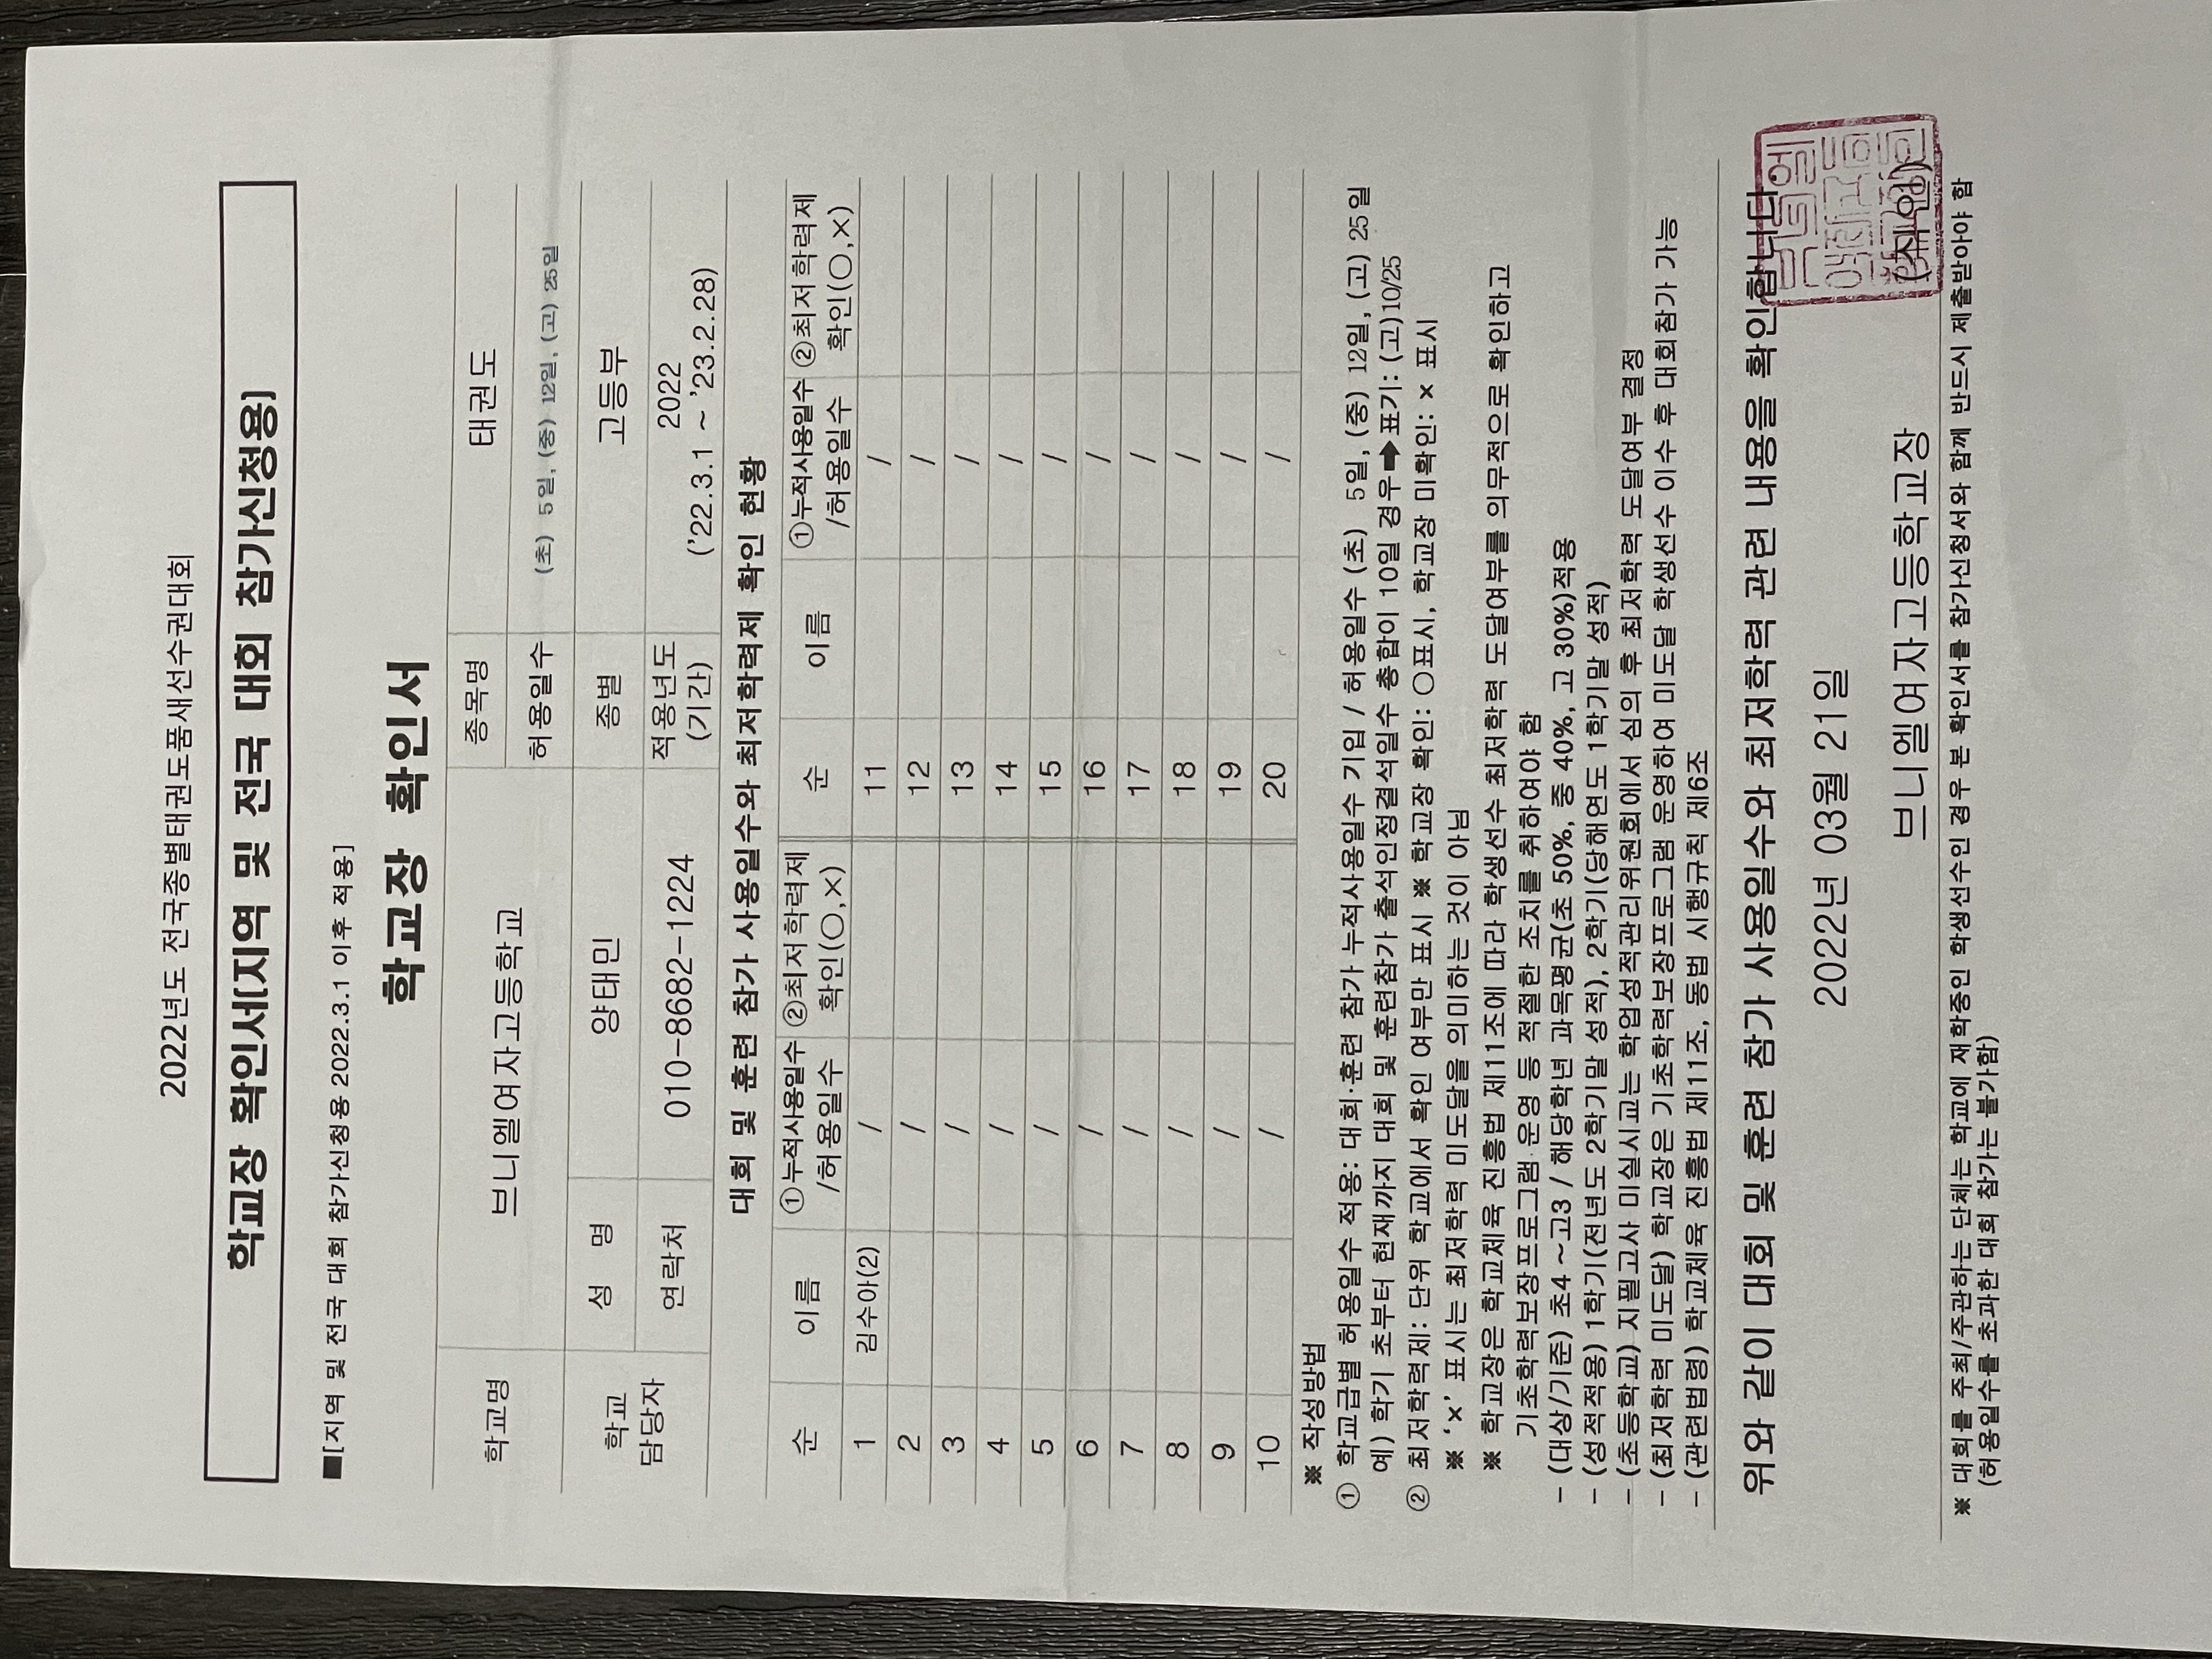 2022년도 전국종별태권도품새선수권대회
학교장 확인서(지역 및 전국 대회 참가신청용)
■[지역 및 전국 대회 참가신청용 2022.3.1 이후 적용]
학교장 확인서
학교명 브니엘여자고등학교 종목명 태권도
허용일수 (초) 5일, (중) 12일, (고) 25일
학교 담당자 성 명 양태민 종별 고등부
연락처 010-8682-1224 적용년도 (기간) 2022 ('22.3.1 ~ '23.2.28)
대회 및 훈련 참가 사용일수와 최저학력제 확인 현황
순 이름 ①누적사용일수 /허용일수 ②최저학력제 확인(○,×) 순 이름 ①누적사용일수 /허용일수 ②최저학력제 확인(○,×)
1 김수아(2) / 11 /
2 / 12 /
3 / 13 /
4 / 14 /
5 / 15 /
6 / 16 /
7 / 17 /
8 / 18 /
9 / 19 /
10 / 20 /
※ 작성방법
① 학교급별 허용일수 적용: 대회·훈련 참가 누적사용일수 기입 / 허용일수 (초) 5일, (중) 12일, (고) 25일
예) 학기 초부터 현재까지 대회 및 훈련참가 출석인정결석일수 총합이 10일 경우➡표기: (고)10/25
② 최저학력제: 단위 학교에서 확인 여부만 표시 ※ 학교장 확인: ○표시, 학교장 미확인: × 표시
※ '×' 표시는 최저학력 미도달을 의미하는 것이 아님
※ 학교장은 학교체육 진흥법 제11조에 따라 학생선수 최저학력 도달여부를 의무적으로 확인하고
기초학력보장프로그램 운영 등 적절한 조치를 취하여야 함
- (대상/기준) 초4 ~고3 / 해당학년 과목평균(초 50%, 중 40%, 고 30%)적용
- (성적적용) 1학기(전년도 2학기말 성적), 2학기(당해연도 1학기말 성적)
- (초등학교) 지필고사 미실시교는 학업성적관리위원회에서 심의 후 최저학력 도달여부 결정
- (최저학력 미도달) 학교장은 기초학력보장프로그램 운영하여 미도달 학생선수 이수 후 대회참가 가능
- (관련법령) 학교체육 진흥법 제11조, 동법 시행규칙 제6조
위와 같이 대회 및 훈련 참가 사용일수와 최저학력 관련 내용을 확인합니다.
2022년 03월 21일
브니엘여자고등학교장 (직인)
※ 대회를 주최/주관하는 단체는 학교에 재학중인 학생선수인 경우 본 확인서를 참가신청서와 함께 반드시 제출받아야 함
(허용일수를 초과한 대회 참가는 불가함)